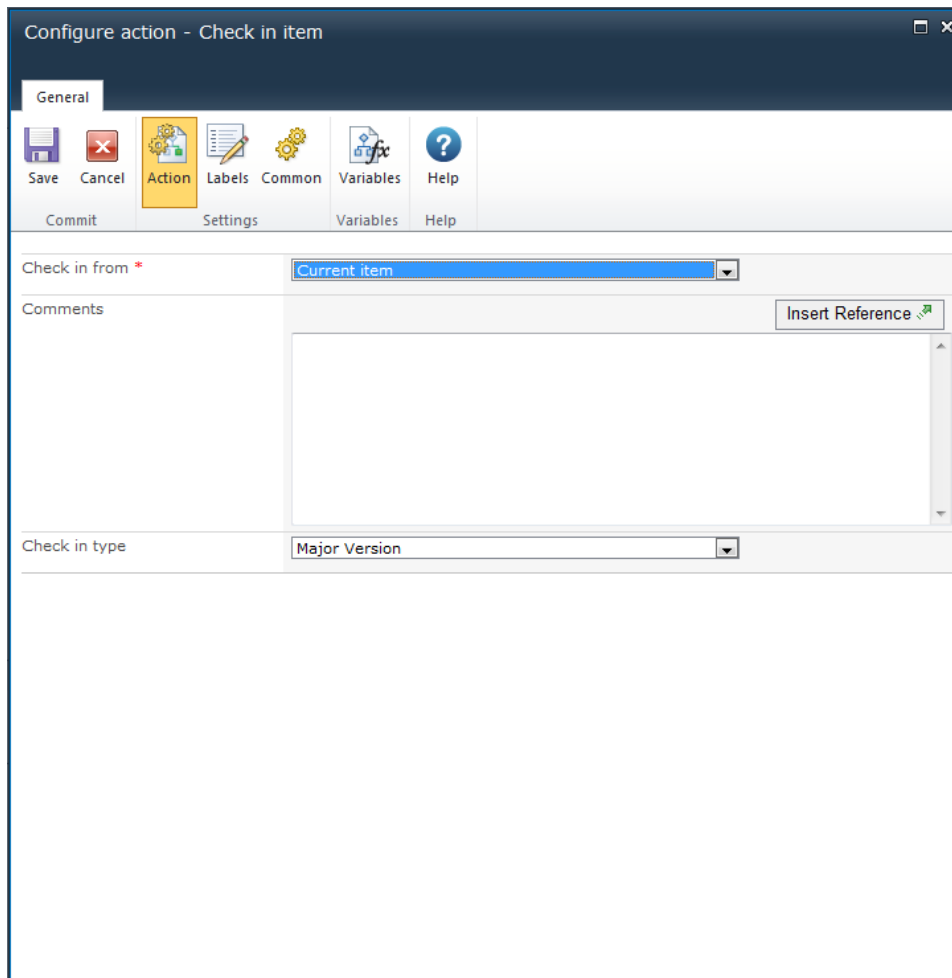 Configure action - Check in item
General
Save Cancel Action Labels Common Variables Help
Commit Settings Variables Help
Check in from * Current item
Comments Insert Reference
Check in type Major Version